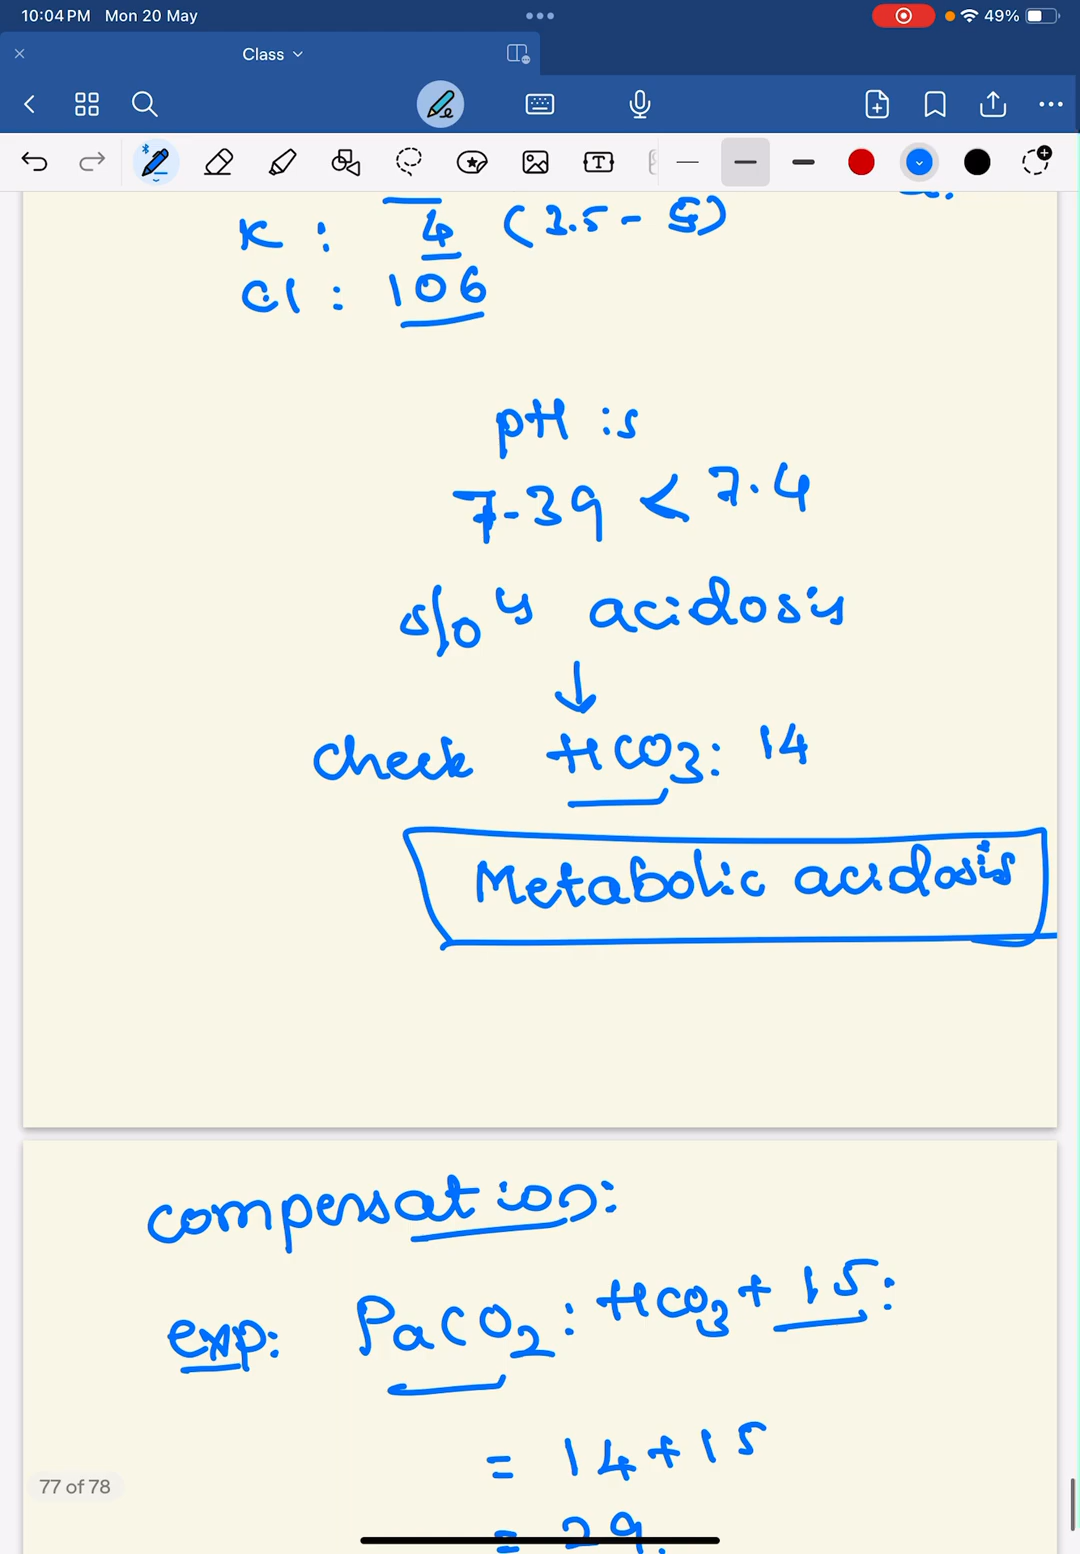 10:04 PM Mon 20 May
49%
Class
K : 4 (3.5 - 5)
Cl : 106
pH is
7.39 < 7.4
s/o acidosis
↓
Check HCO3: 14
Metabolic acidosis
compensation:
exp: PaCO2 : HCO3 + 15:
= 14 + 15
= 29.
77 of 78